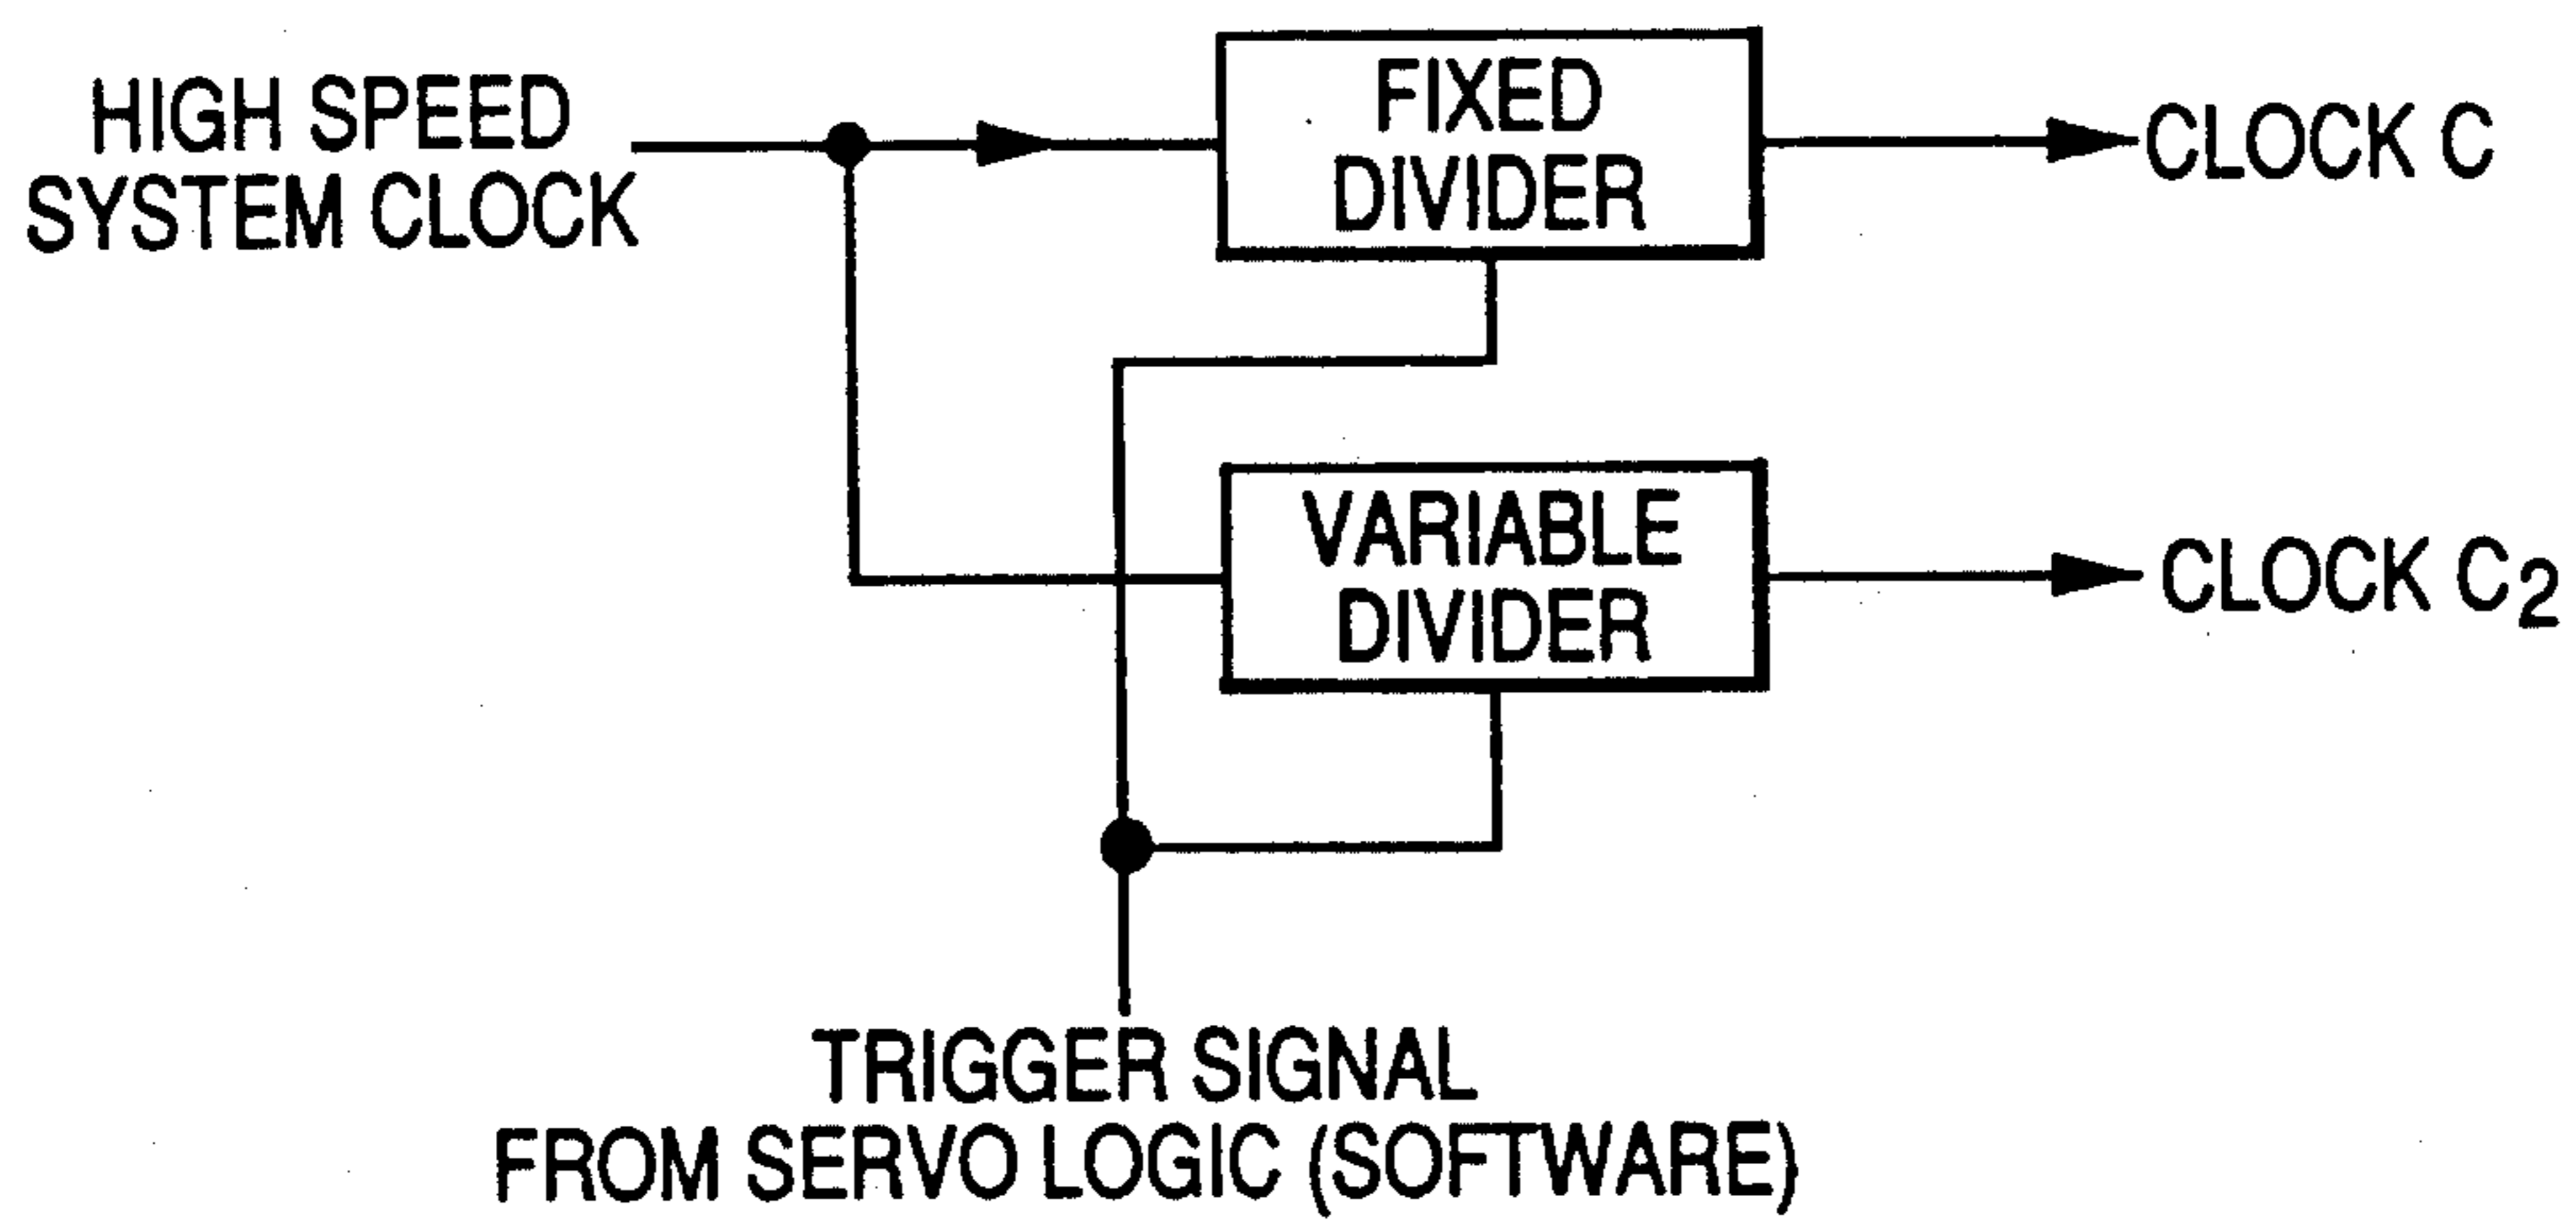 HIGH SPEED
SYSTEM CLOCK
FIXED
DIVIDER
CLOCK C
VARIABLE
DIVIDER
CLOCK C₂
TRIGGER SIGNAL
FROM SERVO LOGIC (SOFTWARE)